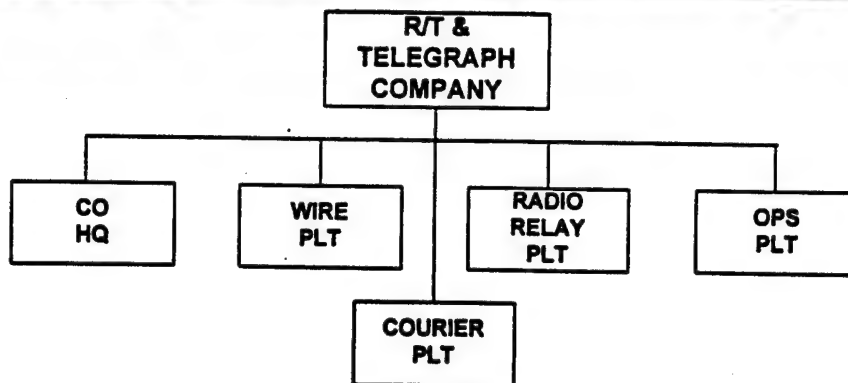 R/T &
TELEGRAPH
COMPANY
CO
HQ
WIRE
PLT
RADIO
RELAY
PLT
OPS
PLT
COURIER
PLT